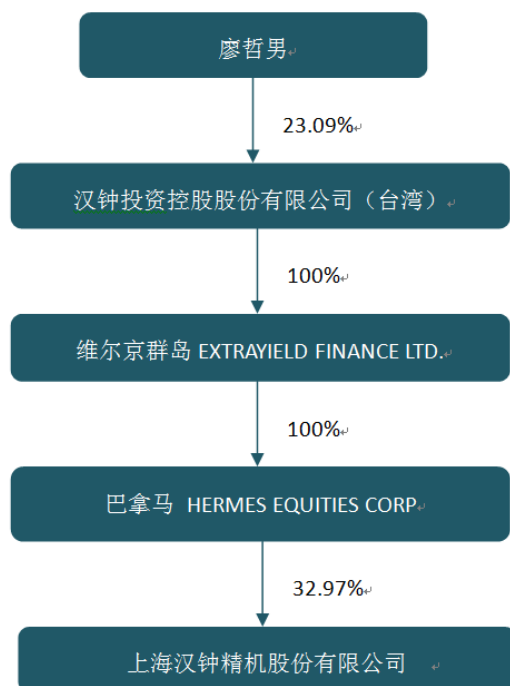 廖哲男
23.09%
汉钟投资控股股份有限公司（台湾）
100%
维尔京群岛 EXTRAYIELD FINANCE LTD.
100%
巴拿马 HERMES EQUITIES CORP
32.97%
上海汉钟精机股份有限公司